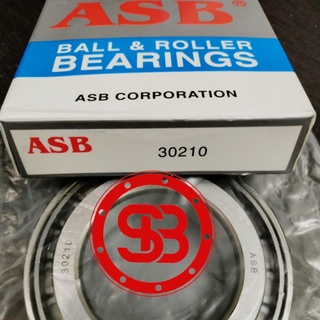 ASB®
BALL & ROLLER
BEARINGS
ASB CORPORATION
ASB 30210
SB
30210
ASB